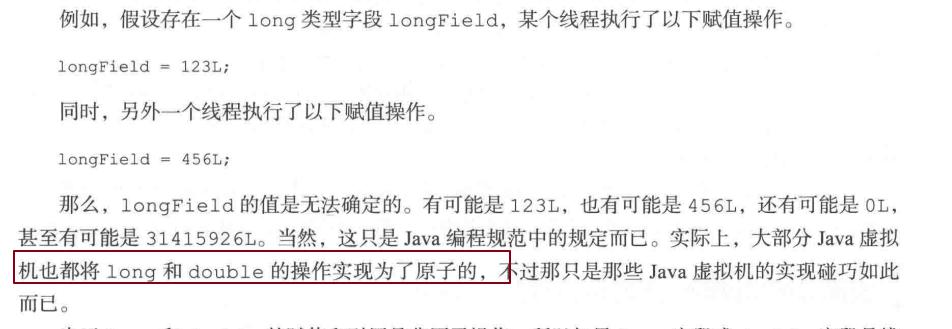 例如，假设存在一个 long 类型字段 longField，某个线程执行了以下赋值操作。
longField = 123L;
同时，另外一个线程执行了以下赋值操作。
longField = 456L;
那么，longField 的值是无法确定的。有可能是 123L，也有可能是 456L，还有可能是 0L，
甚至有可能是 31415926L。当然，这只是 Java 编程规范中的规定而已。实际上，大部分 Java 虚拟
机也都将 long 和 double 的操作实现为了原子的，不过那只是那些 Java 虚拟机的实现碰巧如此
而已。